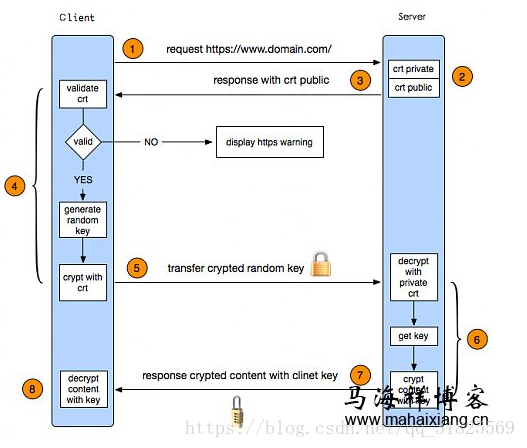 Client
Server
1
request https://www.domain.com/
crt private
2
response with crt public
3
crt public
validate
crt
valid
NO
display https warning
4
YES
generate
random
key
5
transfer crypted random key
decrypt
with
private
crt
crypt with
crt
get key
6
8
response crypted content with clinet key
7
decrypt
content
with key
crypt
content
with key
马海祥博客
www.mahaixiang.cn
https://blog.csdn.net/qq_31825569